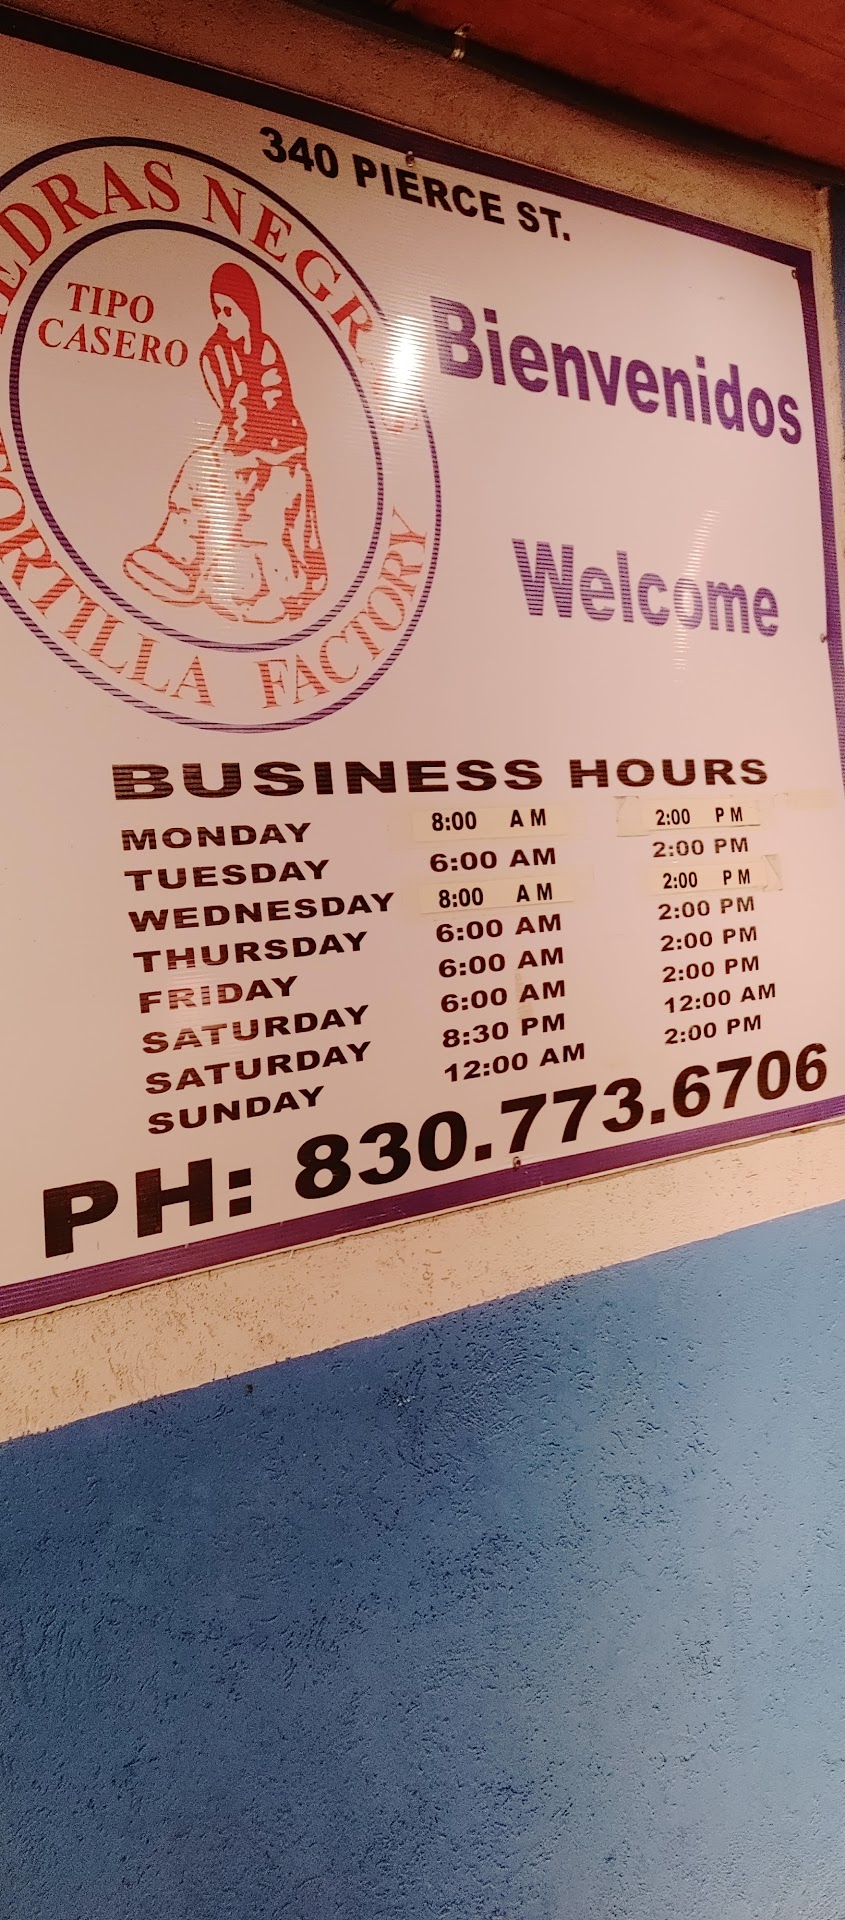 340 PIERCE ST.
EDRAS NEGR
TIPO
CASERO
ORTILLA FACTORY
Bienvenidos
Welcome
BUSINESS HOURS
MONDAY 8:00 AM 2:00 PM
TUESDAY 6:00 AM 2:00 PM
WEDNESDAY 8:00 AM 2:00 PM
THURSDAY 6:00 AM 2:00 PM
FRIDAY 6:00 AM 2:00 PM
SATURDAY 6:00 AM 2:00 PM
SATURDAY 8:30 PM 12:00 AM
SUNDAY 12:00 AM 2:00 PM
PH: 830.773.6706